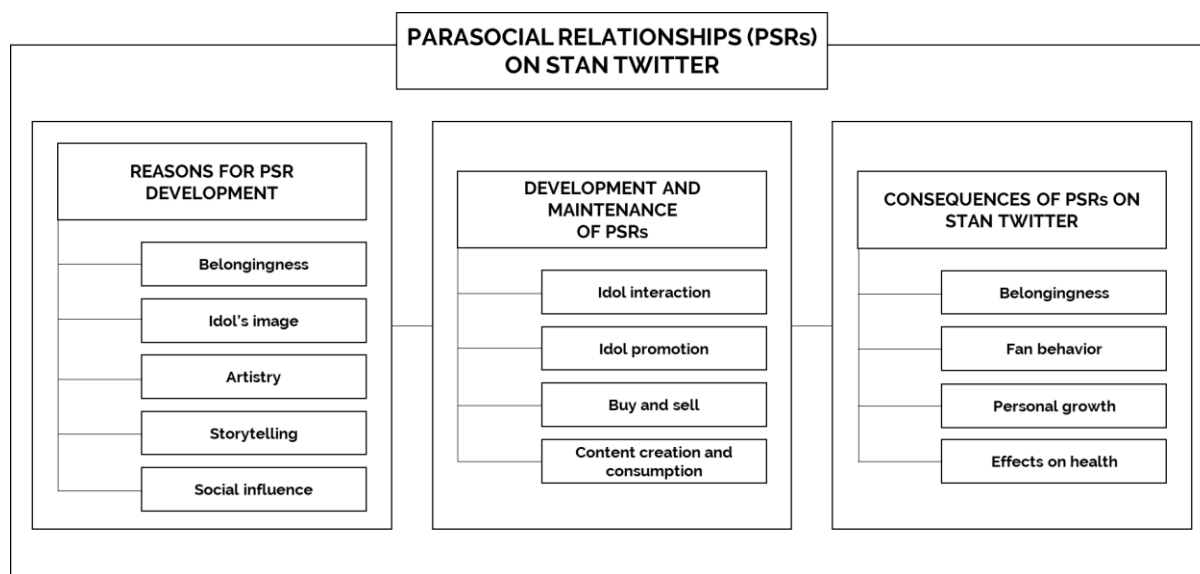 PARASOCIAL RELATIONSHIPS (PSRs)
ON STAN TWITTER
REASONS FOR PSR
DEVELOPMENT
Belongingness
Idol's image
Artistry
Storytelling
Social influence
DEVELOPMENT AND
MAINTENANCE
OF PSRs
Idol interaction
Idol promotion
Buy and sell
Content creation and
consumption
CONSEQUENCES OF PSRs ON
STAN TWITTER
Belongingness
Fan behavior
Personal growth
Effects on health